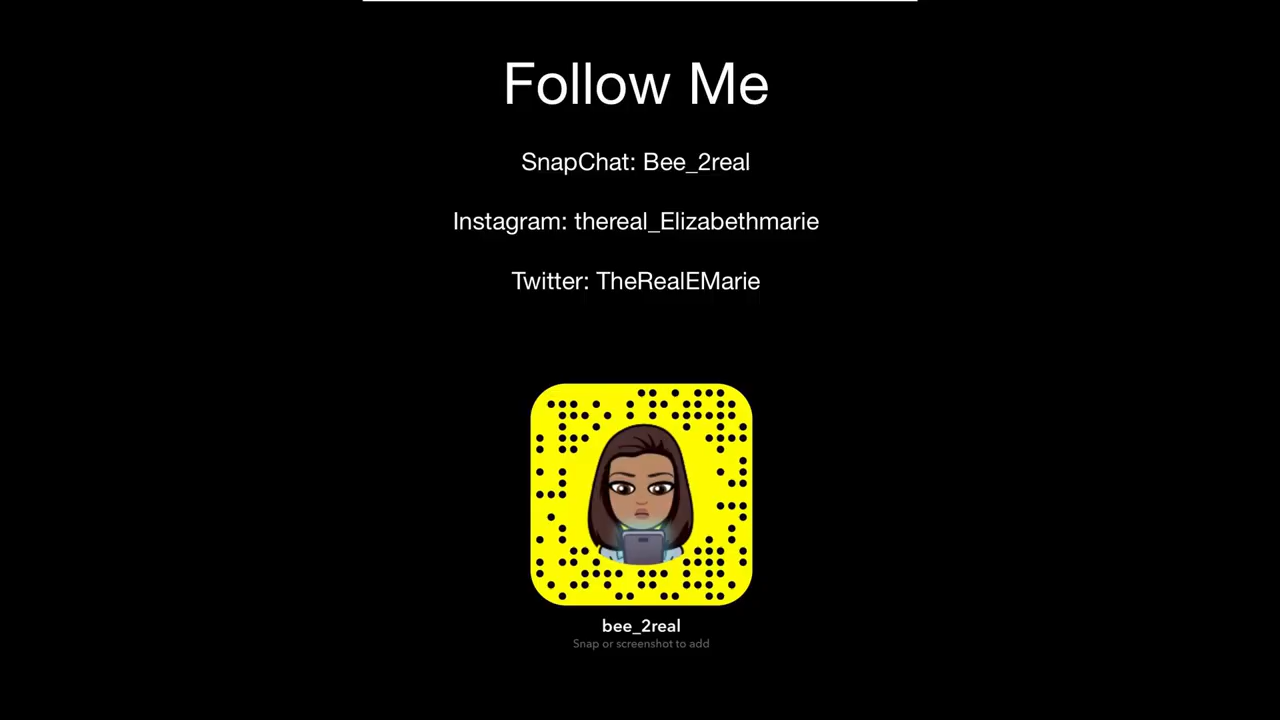 Follow Me
SnapChat: Bee_2real
Instagram: thereal_Elizabethmarie
Twitter: TheRealEMarie
bee_2real
Snap or screenshot to add